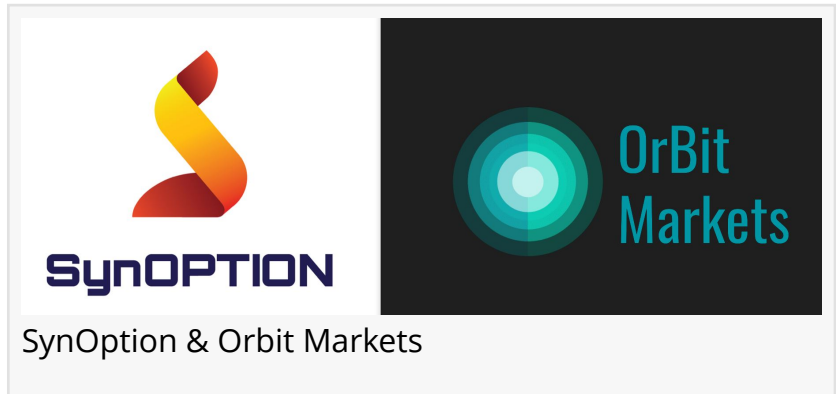 SynOPTION
OrBit
Markets
SynOption & Orbit Markets